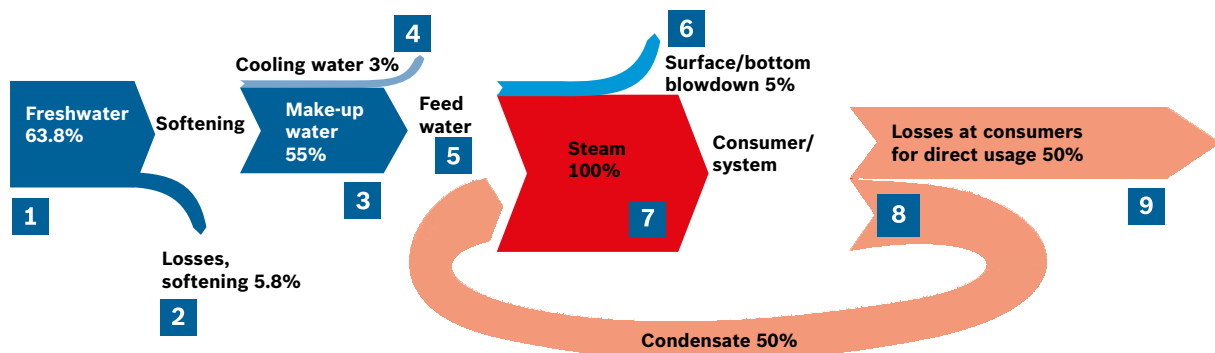 Freshwater
63.8%
1
Losses,
softening 5.8%
2
Softening
Cooling water 3%
4
Make-up
water
55%
3
Feed
water
5
6
Surface/bottom
blowdown 5%
Steam
100%
7
Consumer/
system
Losses at consumers
for direct usage 50%
8
9
Condensate 50%